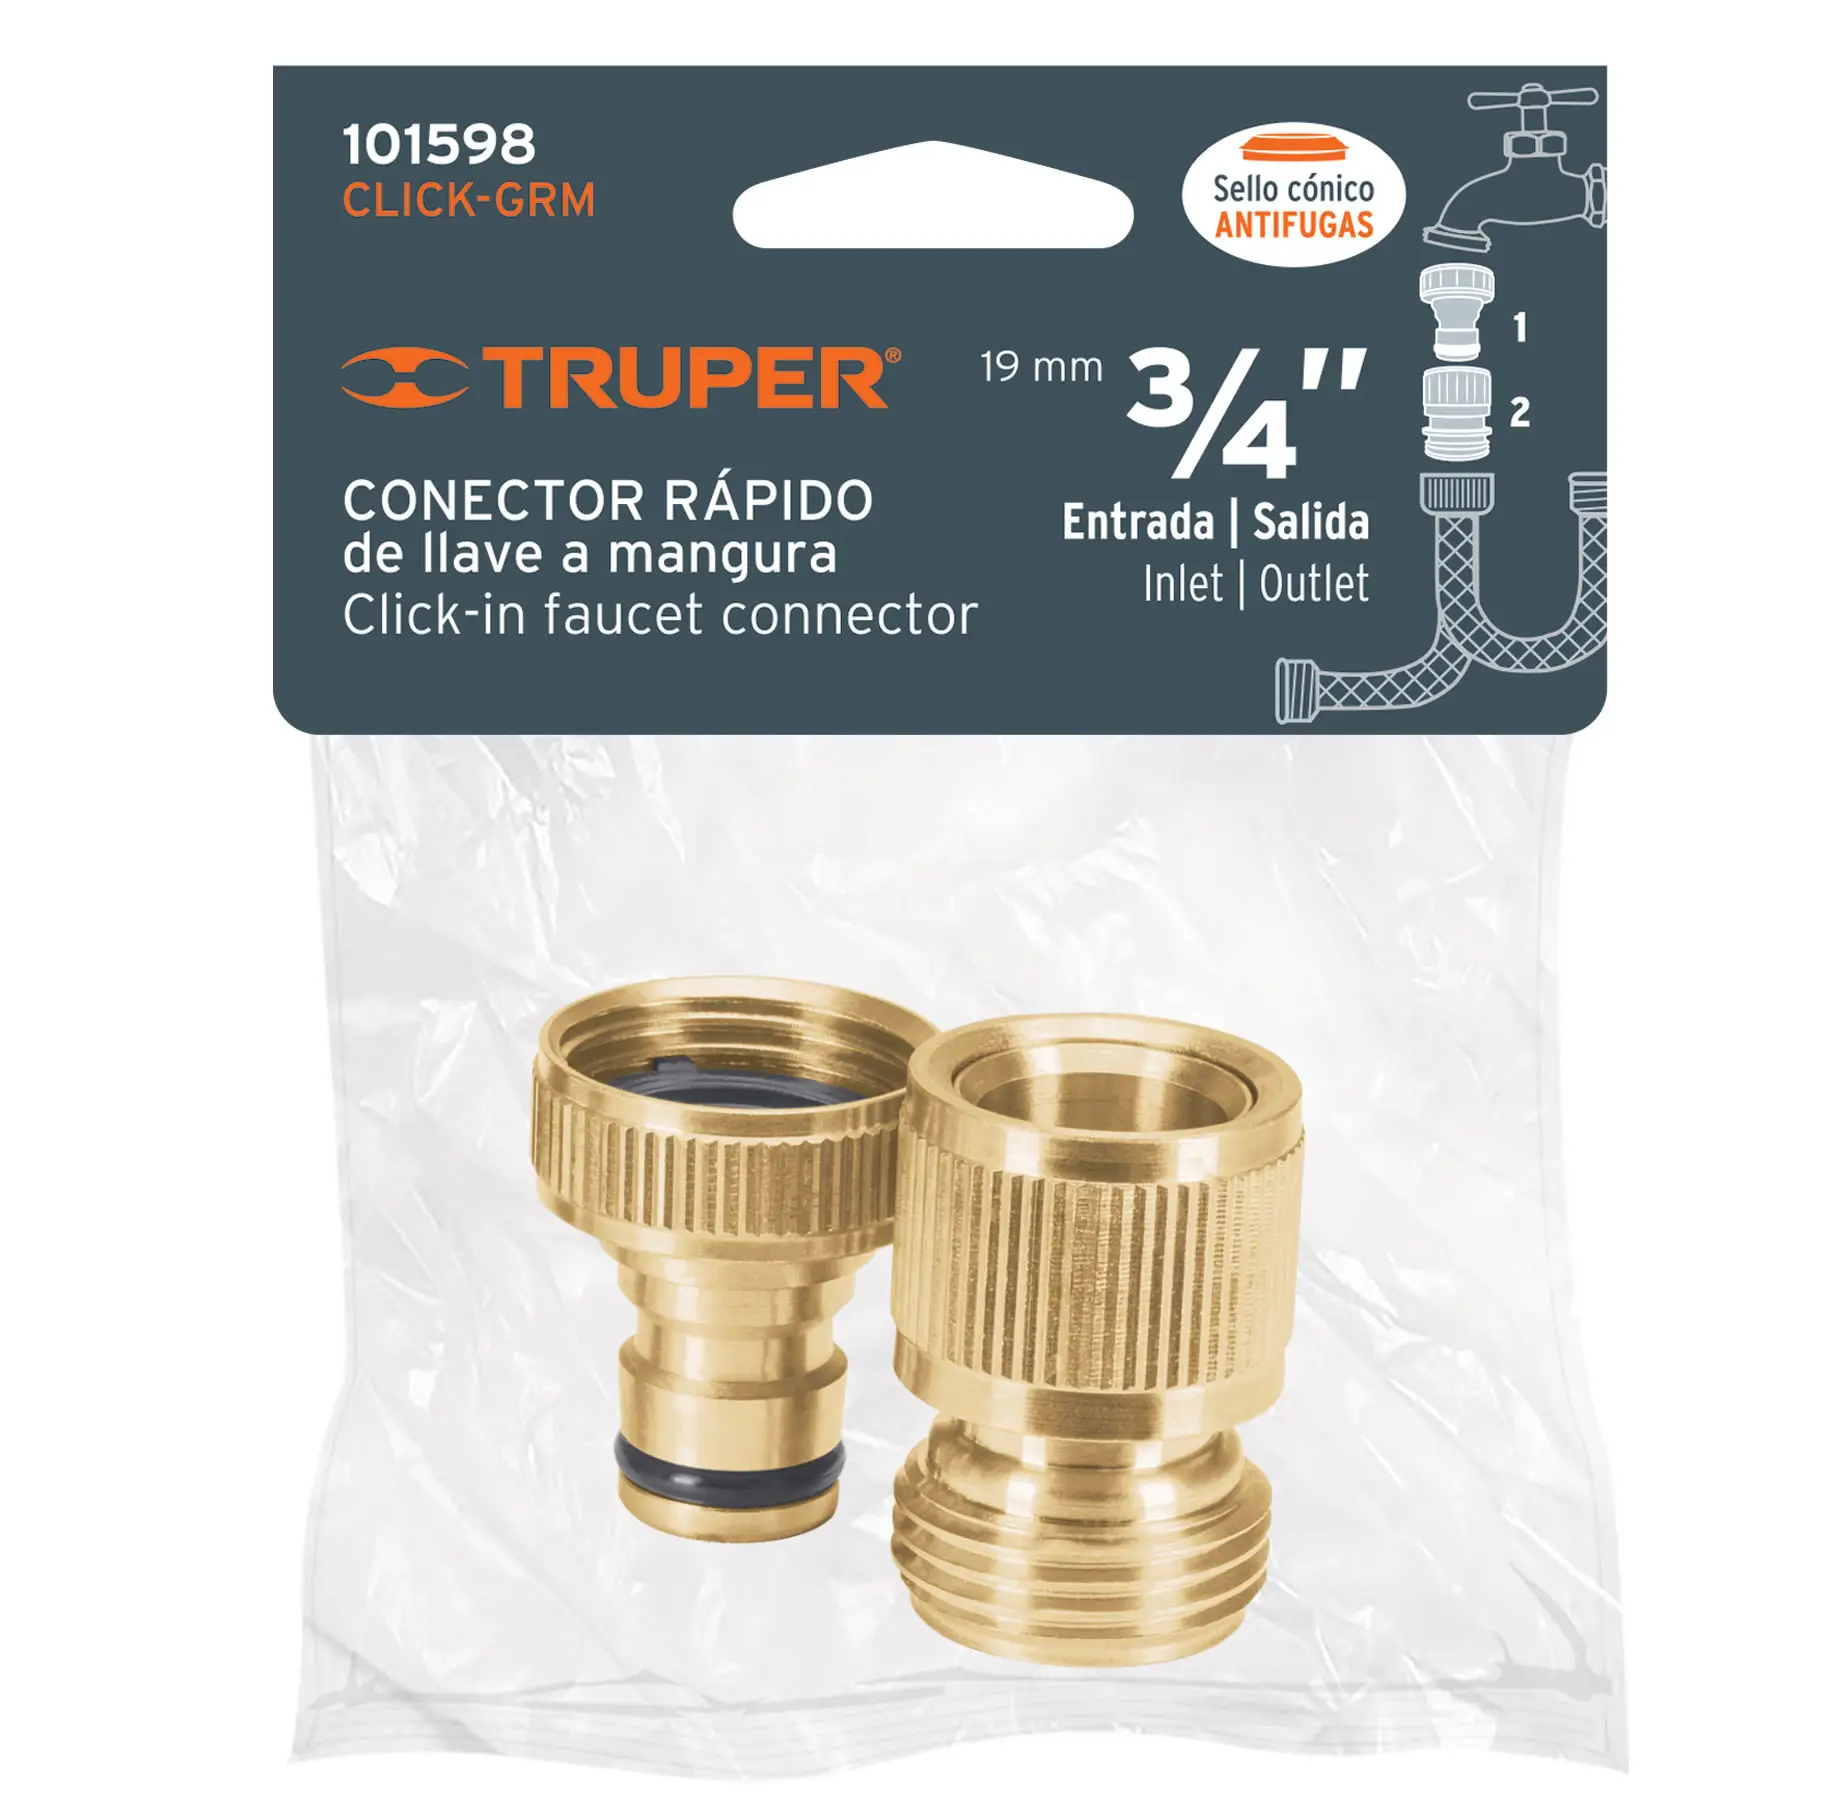 101598
CLICK-GRM
Sello cónico
ANTIFUGAS
TRUPER®
19 mm 3/4"
1
2
CONECTOR RÁPIDO
de llave a mangura
Click-in faucet connector
Entrada | Salida
Inlet | Outlet